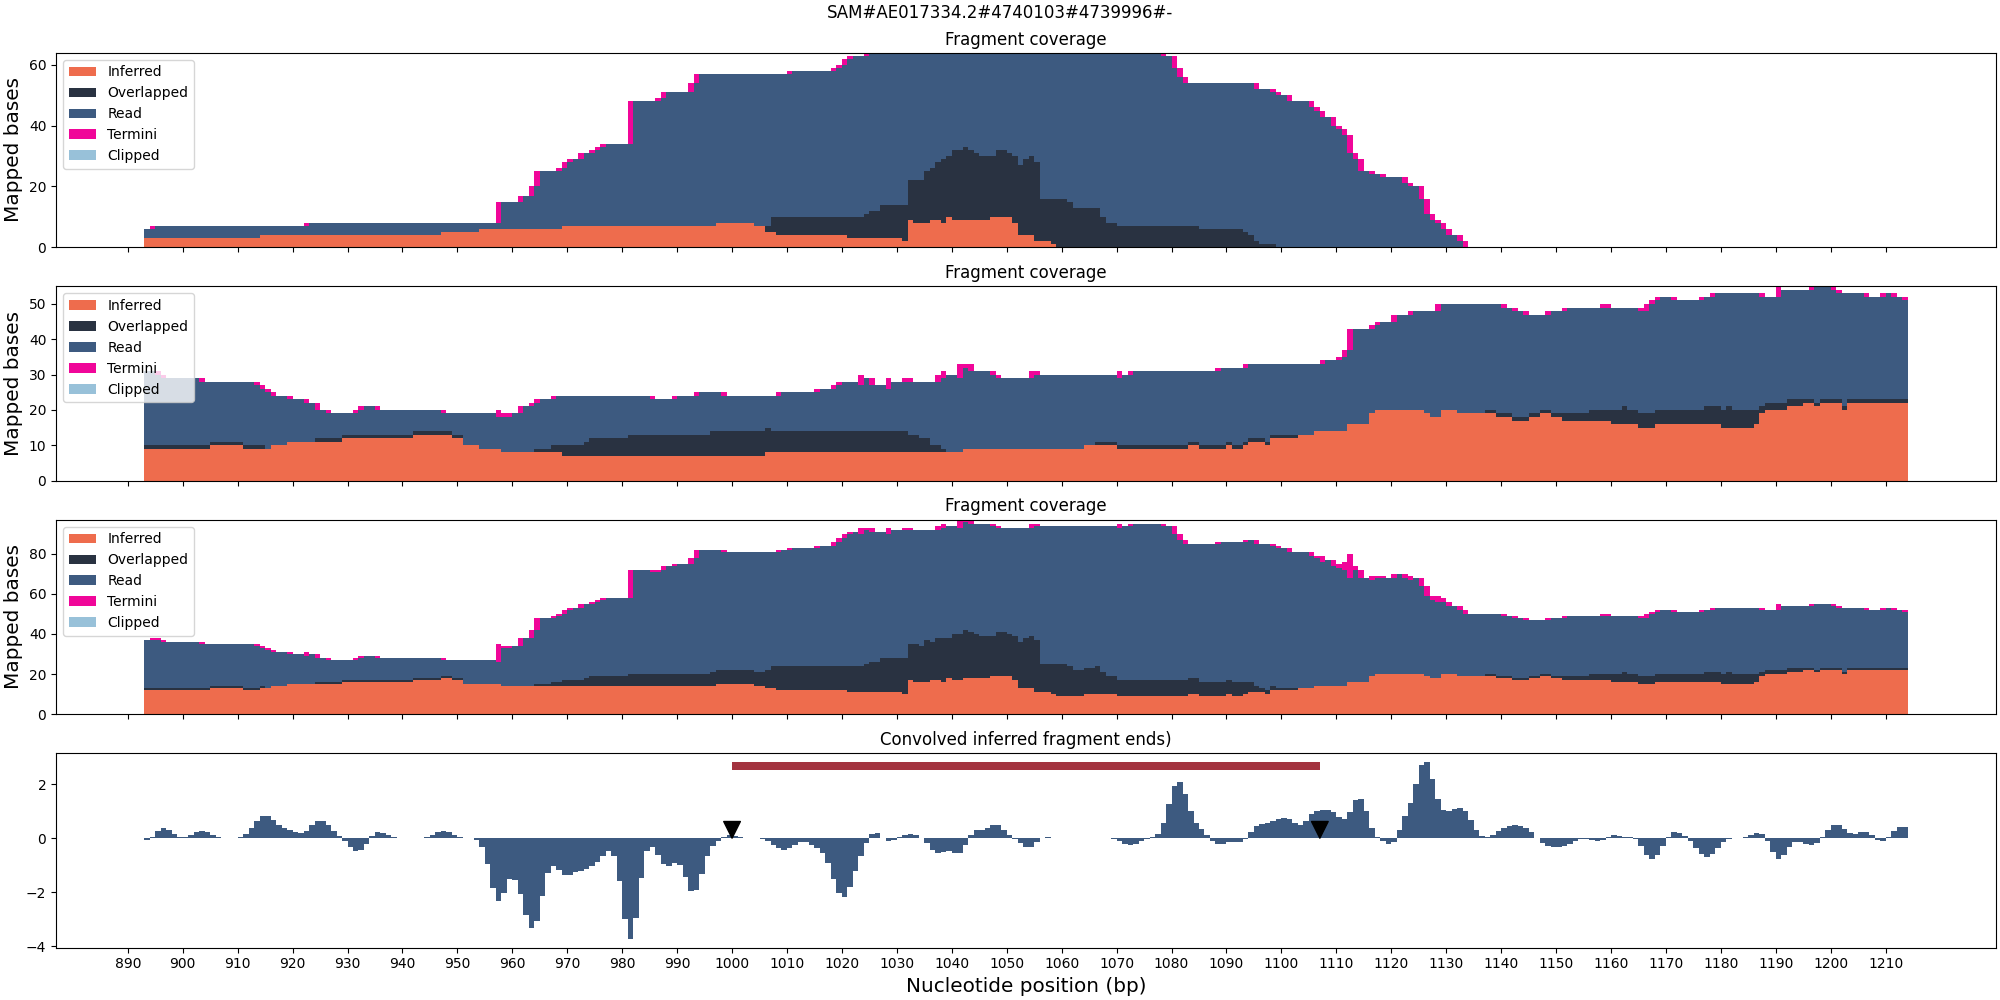 SAM#AE017334.2#4740103#4739996#-
Fragment coverage
Mapped bases
60
40
20
0
Inferred
Overlapped
Read
Termini
Clipped
Fragment coverage
Mapped bases
50
40
30
20
10
0
Inferred
Overlapped
Read
Termini
Clipped
Fragment coverage
Mapped bases
80
60
40
20
0
Inferred
Overlapped
Read
Termini
Clipped
Convolved inferred fragment ends)
2
0
−2
−4
890 900 910 920 930 940 950 960 970 980 990 1000 1010 1020 1030 1040 1050 1060 1070 1080 1090 1100 1110 1120 1130 1140 1150 1160 1170 1180 1190 1200 1210
Nucleotide position (bp)